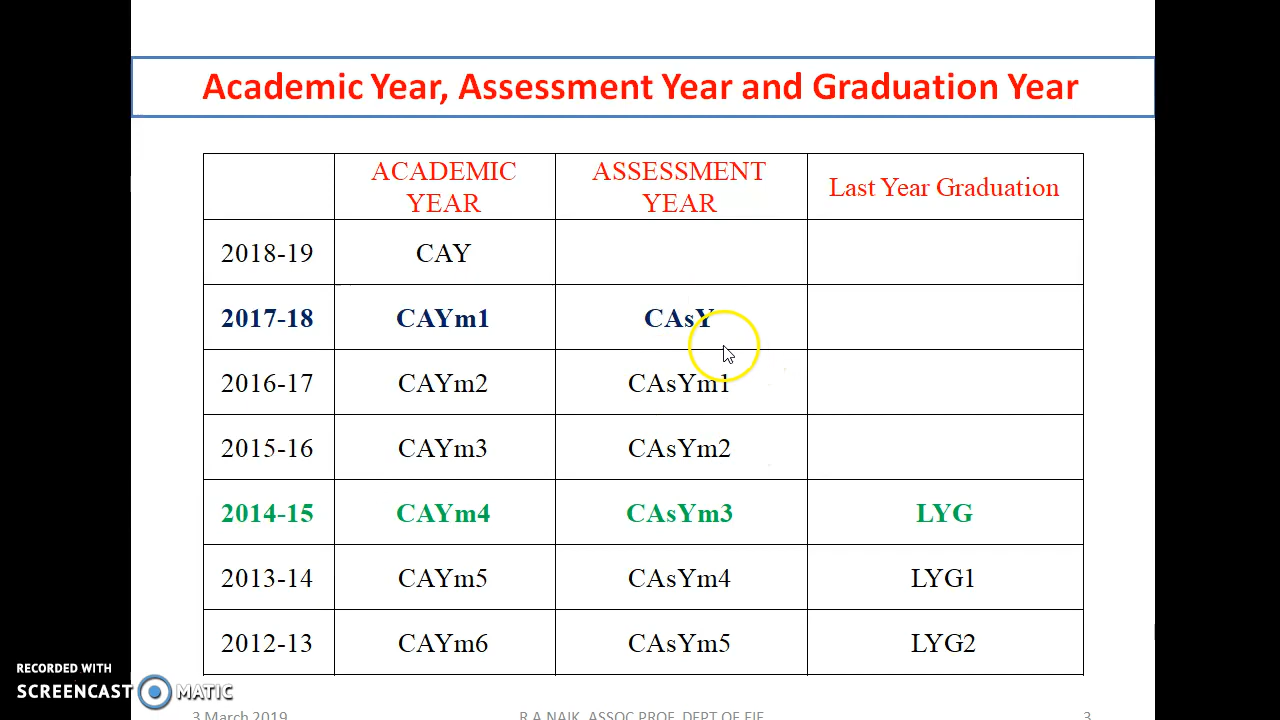 Academic Year, Assessment Year and Graduation Year
ACADEMIC YEAR ASSESSMENT YEAR Last Year Graduation
2018-19 CAY
2017-18 CAYm1 CAsY
2016-17 CAYm2 CAsYm1
2015-16 CAYm3 CAsYm2
2014-15 CAYm4 CAsYm3 LYG
2013-14 CAYm5 CAsYm4 LYG1
2012-13 CAYm6 CAsYm5 LYG2
RECORDED WITH
SCREENCAST MATIC
3 March 2019 R.A.NAIK, ASSOC.PROF, DEPT OF EIE 3